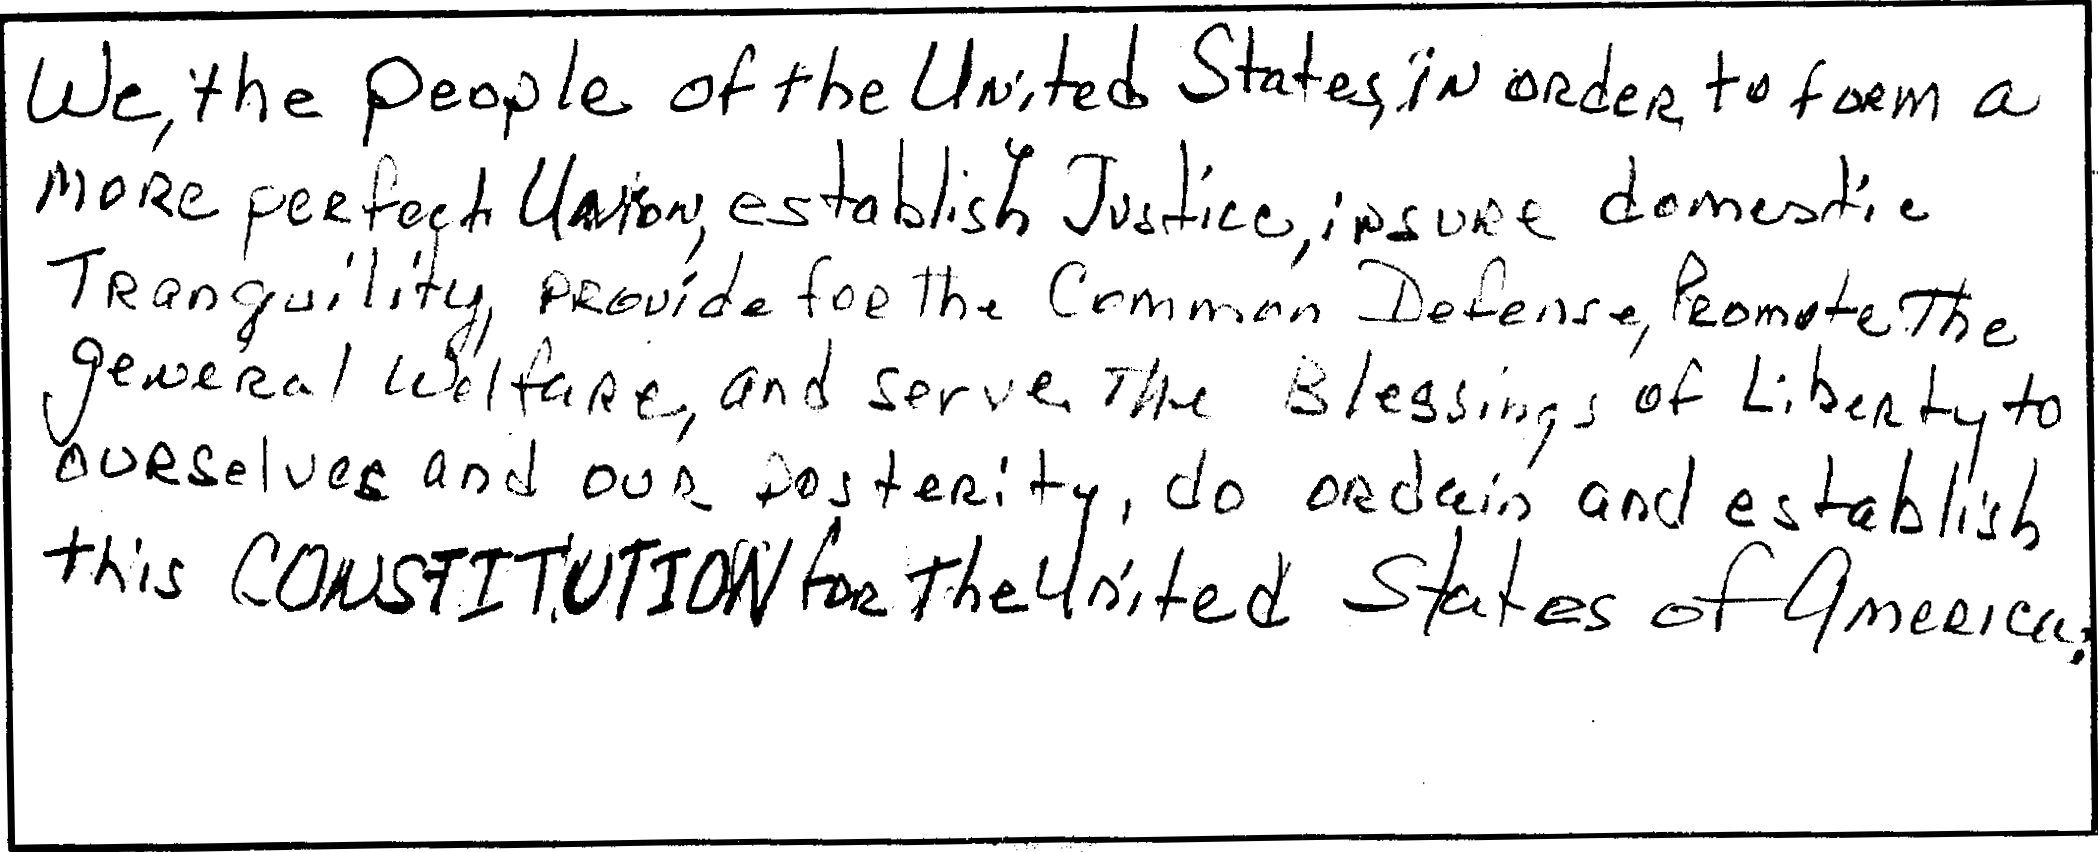 We, the people of the United States, in order to form a
more perfect Union, establish Justice, insure domestic
Tranquility, provide for the Common Defense, Promote The
general Welfare, and serve The Blessings of Liberty to
ourselves and our posterity, do ordain and establish
this CONSTITUTION for The United States of America.